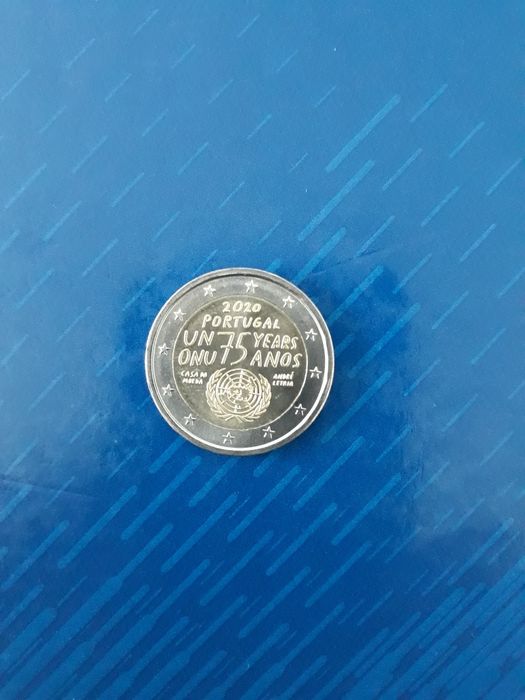 2020
PORTUGAL
UN 75 YEARS
ONU ANOS
CASA DA ANDRÉ
MOEDA LETRIA